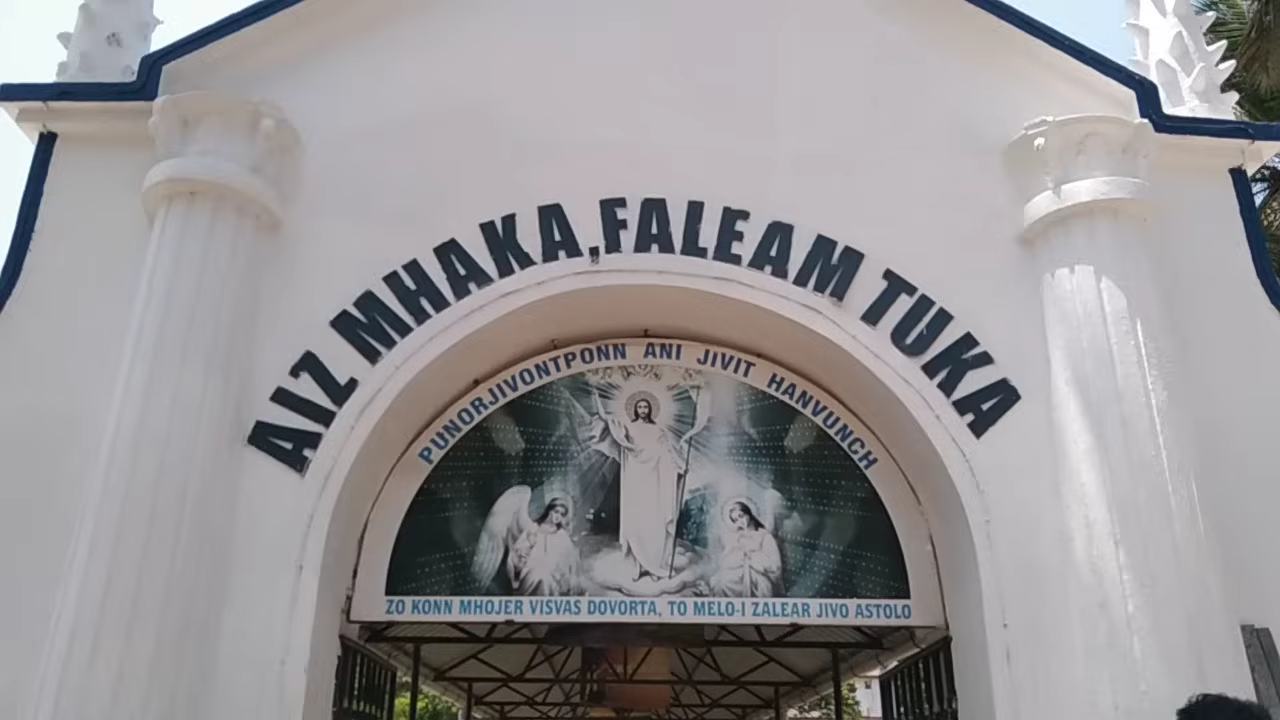 AIZ MHAKA, FALEAM TUKA
PUNORJIVONTPONN ANI JIVIT HANVUNCH
ZO KONN MHOJER VISVAS DOVORTA, TO MELO-I ZALEAR JIVO ASTOLO